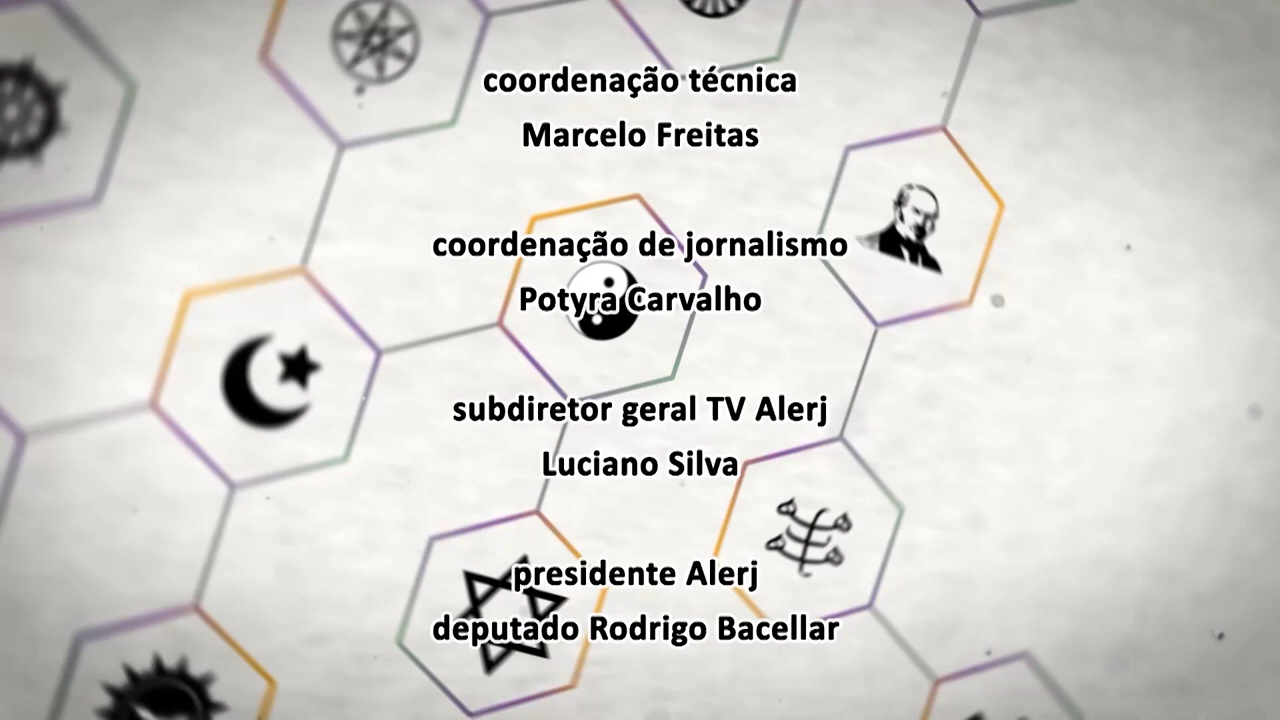 coordenação técnica
Marcelo Freitas
coordenação de jornalismo
Potyra Carvalho
subdiretor geral TV Alerj
Luciano Silva
presidente Alerj
deputado Rodrigo Bacellar